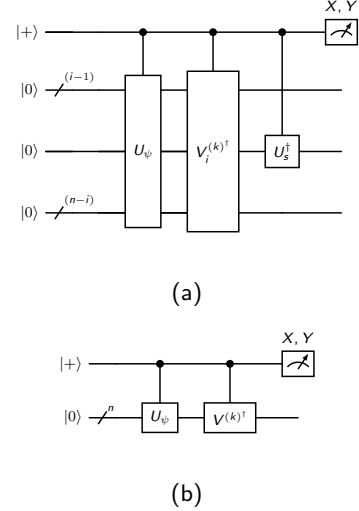 X, Y
|+⟩
|0⟩ (i−1)
|0⟩ U_ψ V_i^{(k)†} U_s^†
|0⟩ (n−i)
(a)
X, Y
|+⟩
|0⟩ n U_ψ V^{(k)†}
(b)